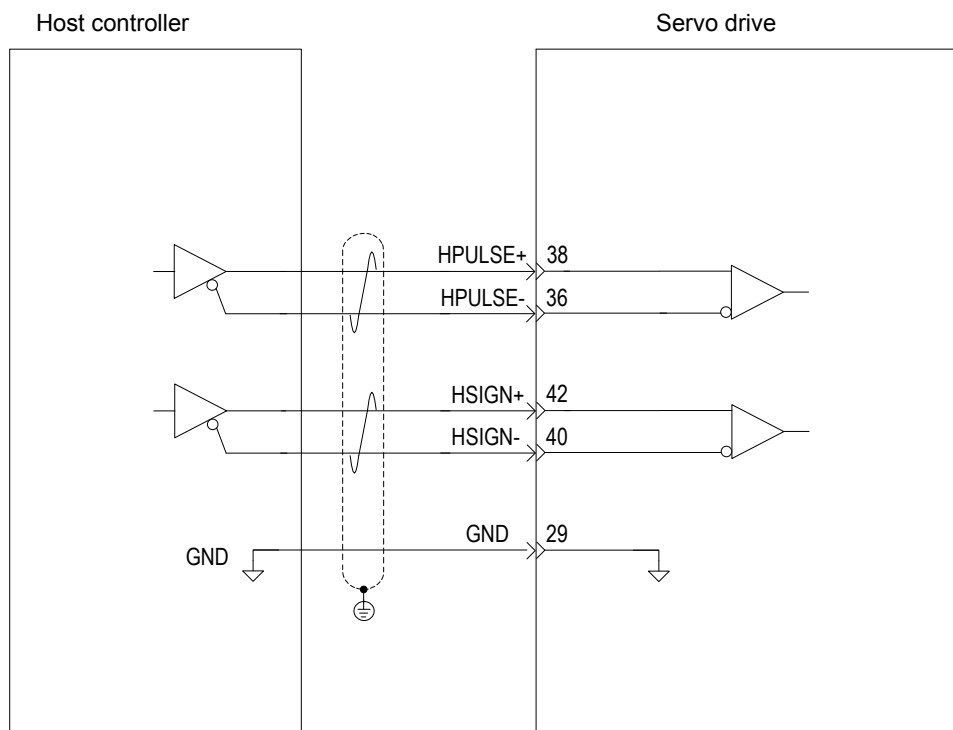 Host controller
Servo drive
HPULSE+ 38
HPULSE- 36
HSIGN+ 42
HSIGN- 40
GND 29
GND